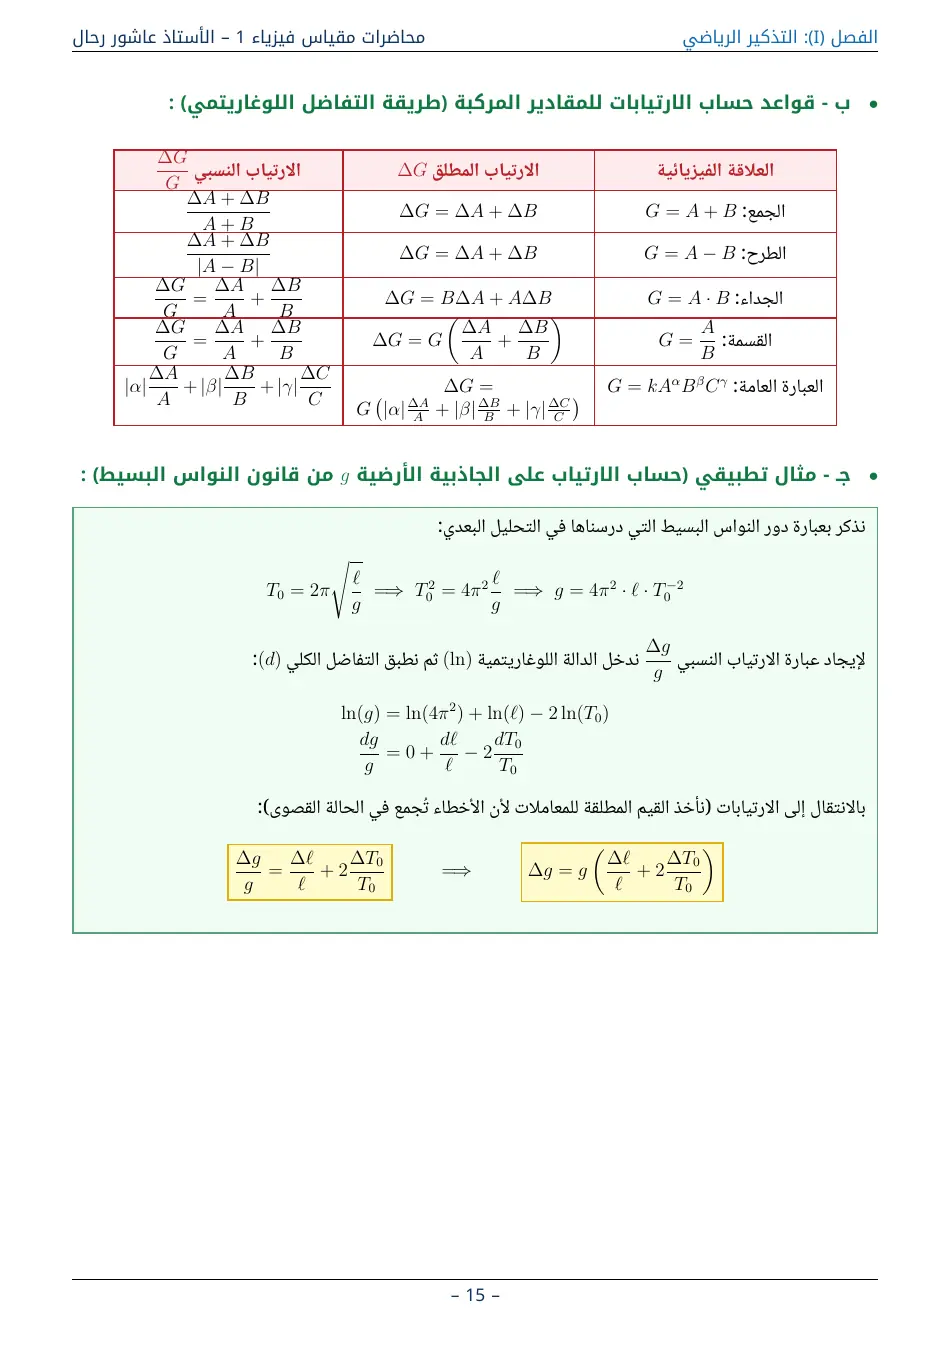 الفصل (I): التذكير الرياضي محاضرات مقياس فيزياء 1 – الأستاذ عاشور رحال
• ب - قواعد حساب الارتيابات للمقادير المركبة (طريقة التفاضل اللوغاريتمي) :
العلاقة الفيزيائية | الارتياب المطلق ΔG | الارتياب النسبي ΔG/G
الجمع: G = A + B | ΔG = ΔA + ΔB | (ΔA + ΔB)/(A + B)
الطرح: G = A − B | ΔG = ΔA + ΔB | (ΔA + ΔB)/|A − B|
الجداء: G = A · B | ΔG = BΔA + AΔB | ΔG/G = ΔA/A + ΔB/B
القسمة: G = A/B | ΔG = G(ΔA/A + ΔB/B) | ΔG/G = ΔA/A + ΔB/B
العبارة العامة: G = kA^α B^β C^γ | ΔG = G(|α|ΔA/A + |β|ΔB/B + |γ|ΔC/C) | |α|ΔA/A + |β|ΔB/B + |γ|ΔC/C
• جـ - مثال تطبيقي (حساب الارتياب على الجاذبية الأرضية g من قانون النواس البسيط) :
نذكر بعبارة دور النواس البسيط التي درسناها في التحليل البعدي:
T₀ = 2π√(ℓ/g) ⟹ T₀² = 4π² ℓ/g ⟹ g = 4π² · ℓ · T₀⁻²
لإيجاد عبارة الارتياب النسبي Δg/g ندخل الدالة اللوغاريتمية (ln) ثم نطبق التفاضل الكلي (d):
ln(g) = ln(4π²) + ln(ℓ) − 2 ln(T₀)
dg/g = 0 + dℓ/ℓ − 2 dT₀/T₀
بالانتقال إلى الارتيابات (نأخذ القيم المطلقة للمعاملات لأن الأخطاء تُجمع في الحالة القصوى):
Δg/g = Δℓ/ℓ + 2 ΔT₀/T₀ ⟹ Δg = g(Δℓ/ℓ + 2 ΔT₀/T₀)
– 15 –